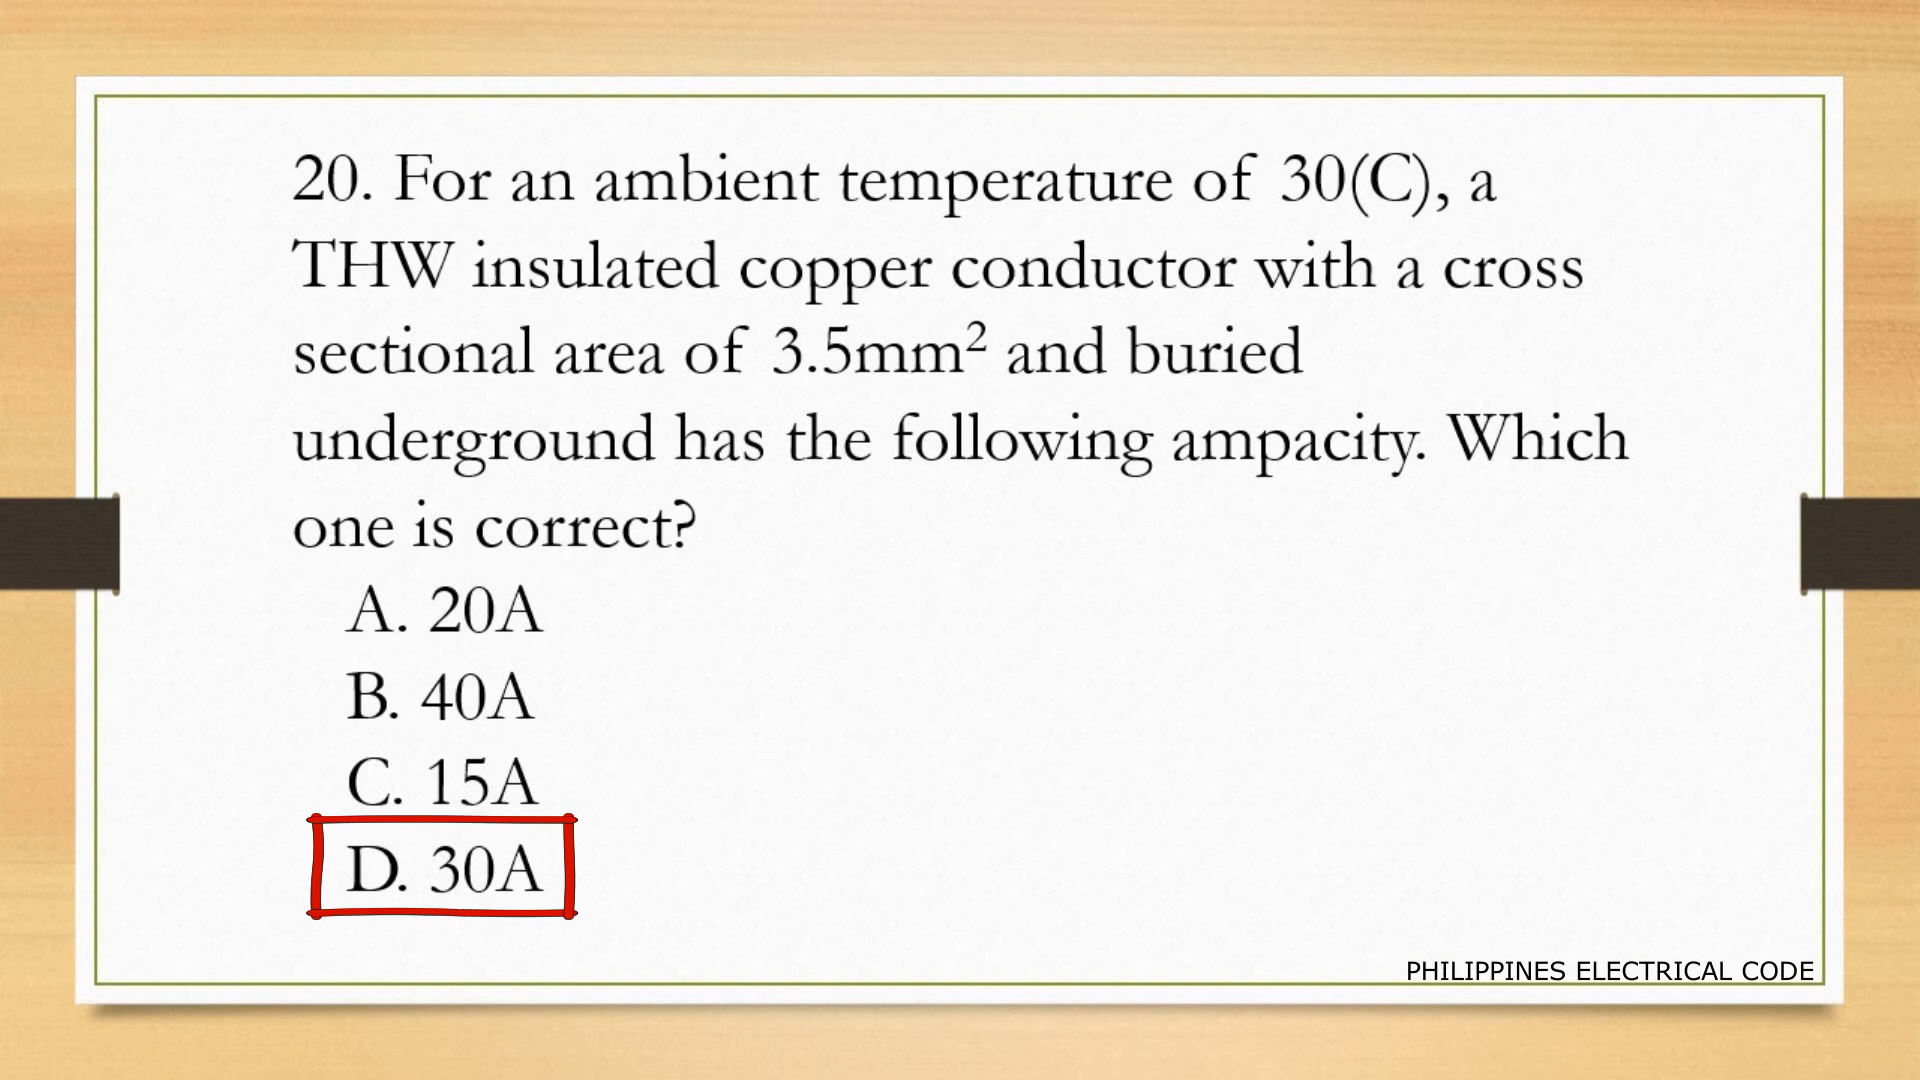 20. For an ambient temperature of 30(C), a
THW insulated copper conductor with a cross
sectional area of 3.5mm² and buried
underground has the following ampacity. Which
one is correct?
A. 20A
B. 40A
C. 15A
D. 30A
PHILIPPINES ELECTRICAL CODE